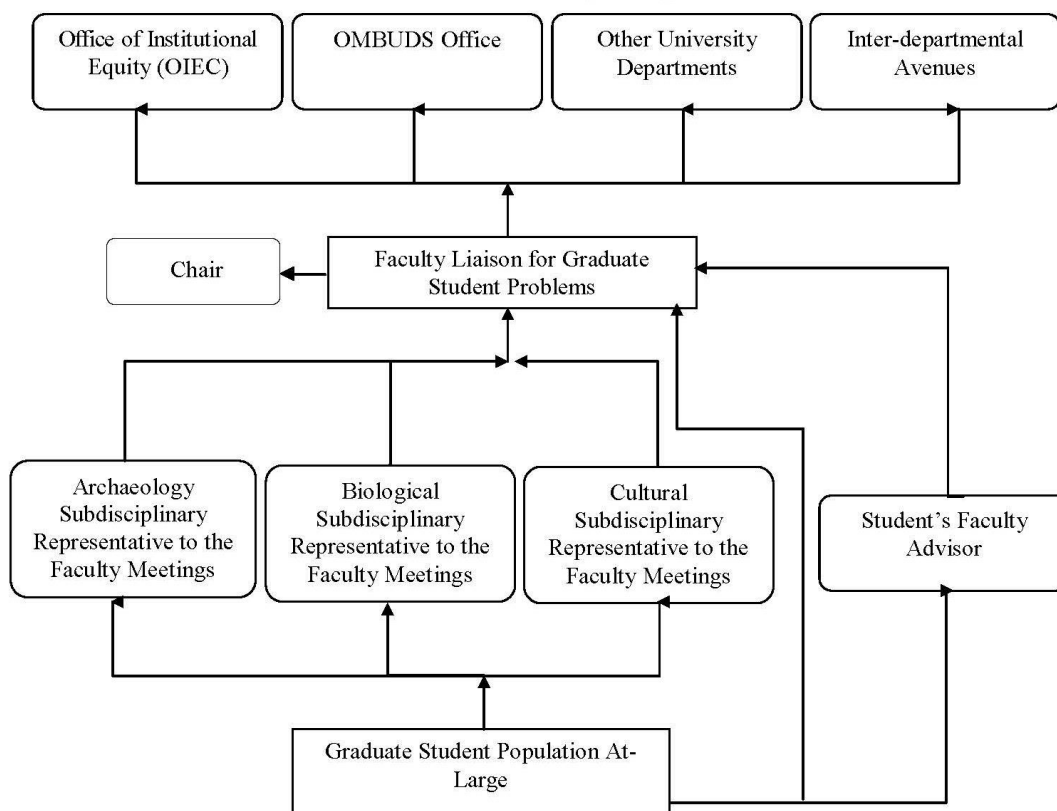 Office of Institutional
Equity (OIEC)
OMBUDS Office
Other University
Departments
Inter-departmental
Avenues
Chair
Faculty Liaison for Graduate
Student Problems
Archaeology
Subdisciplinary
Representative to the
Faculty Meetings
Biological
Subdisciplinary
Representative to the
Faculty Meetings
Cultural
Subdisciplinary
Representative to the
Faculty Meetings
Student’s Faculty
Advisor
Graduate Student Population At-
Large